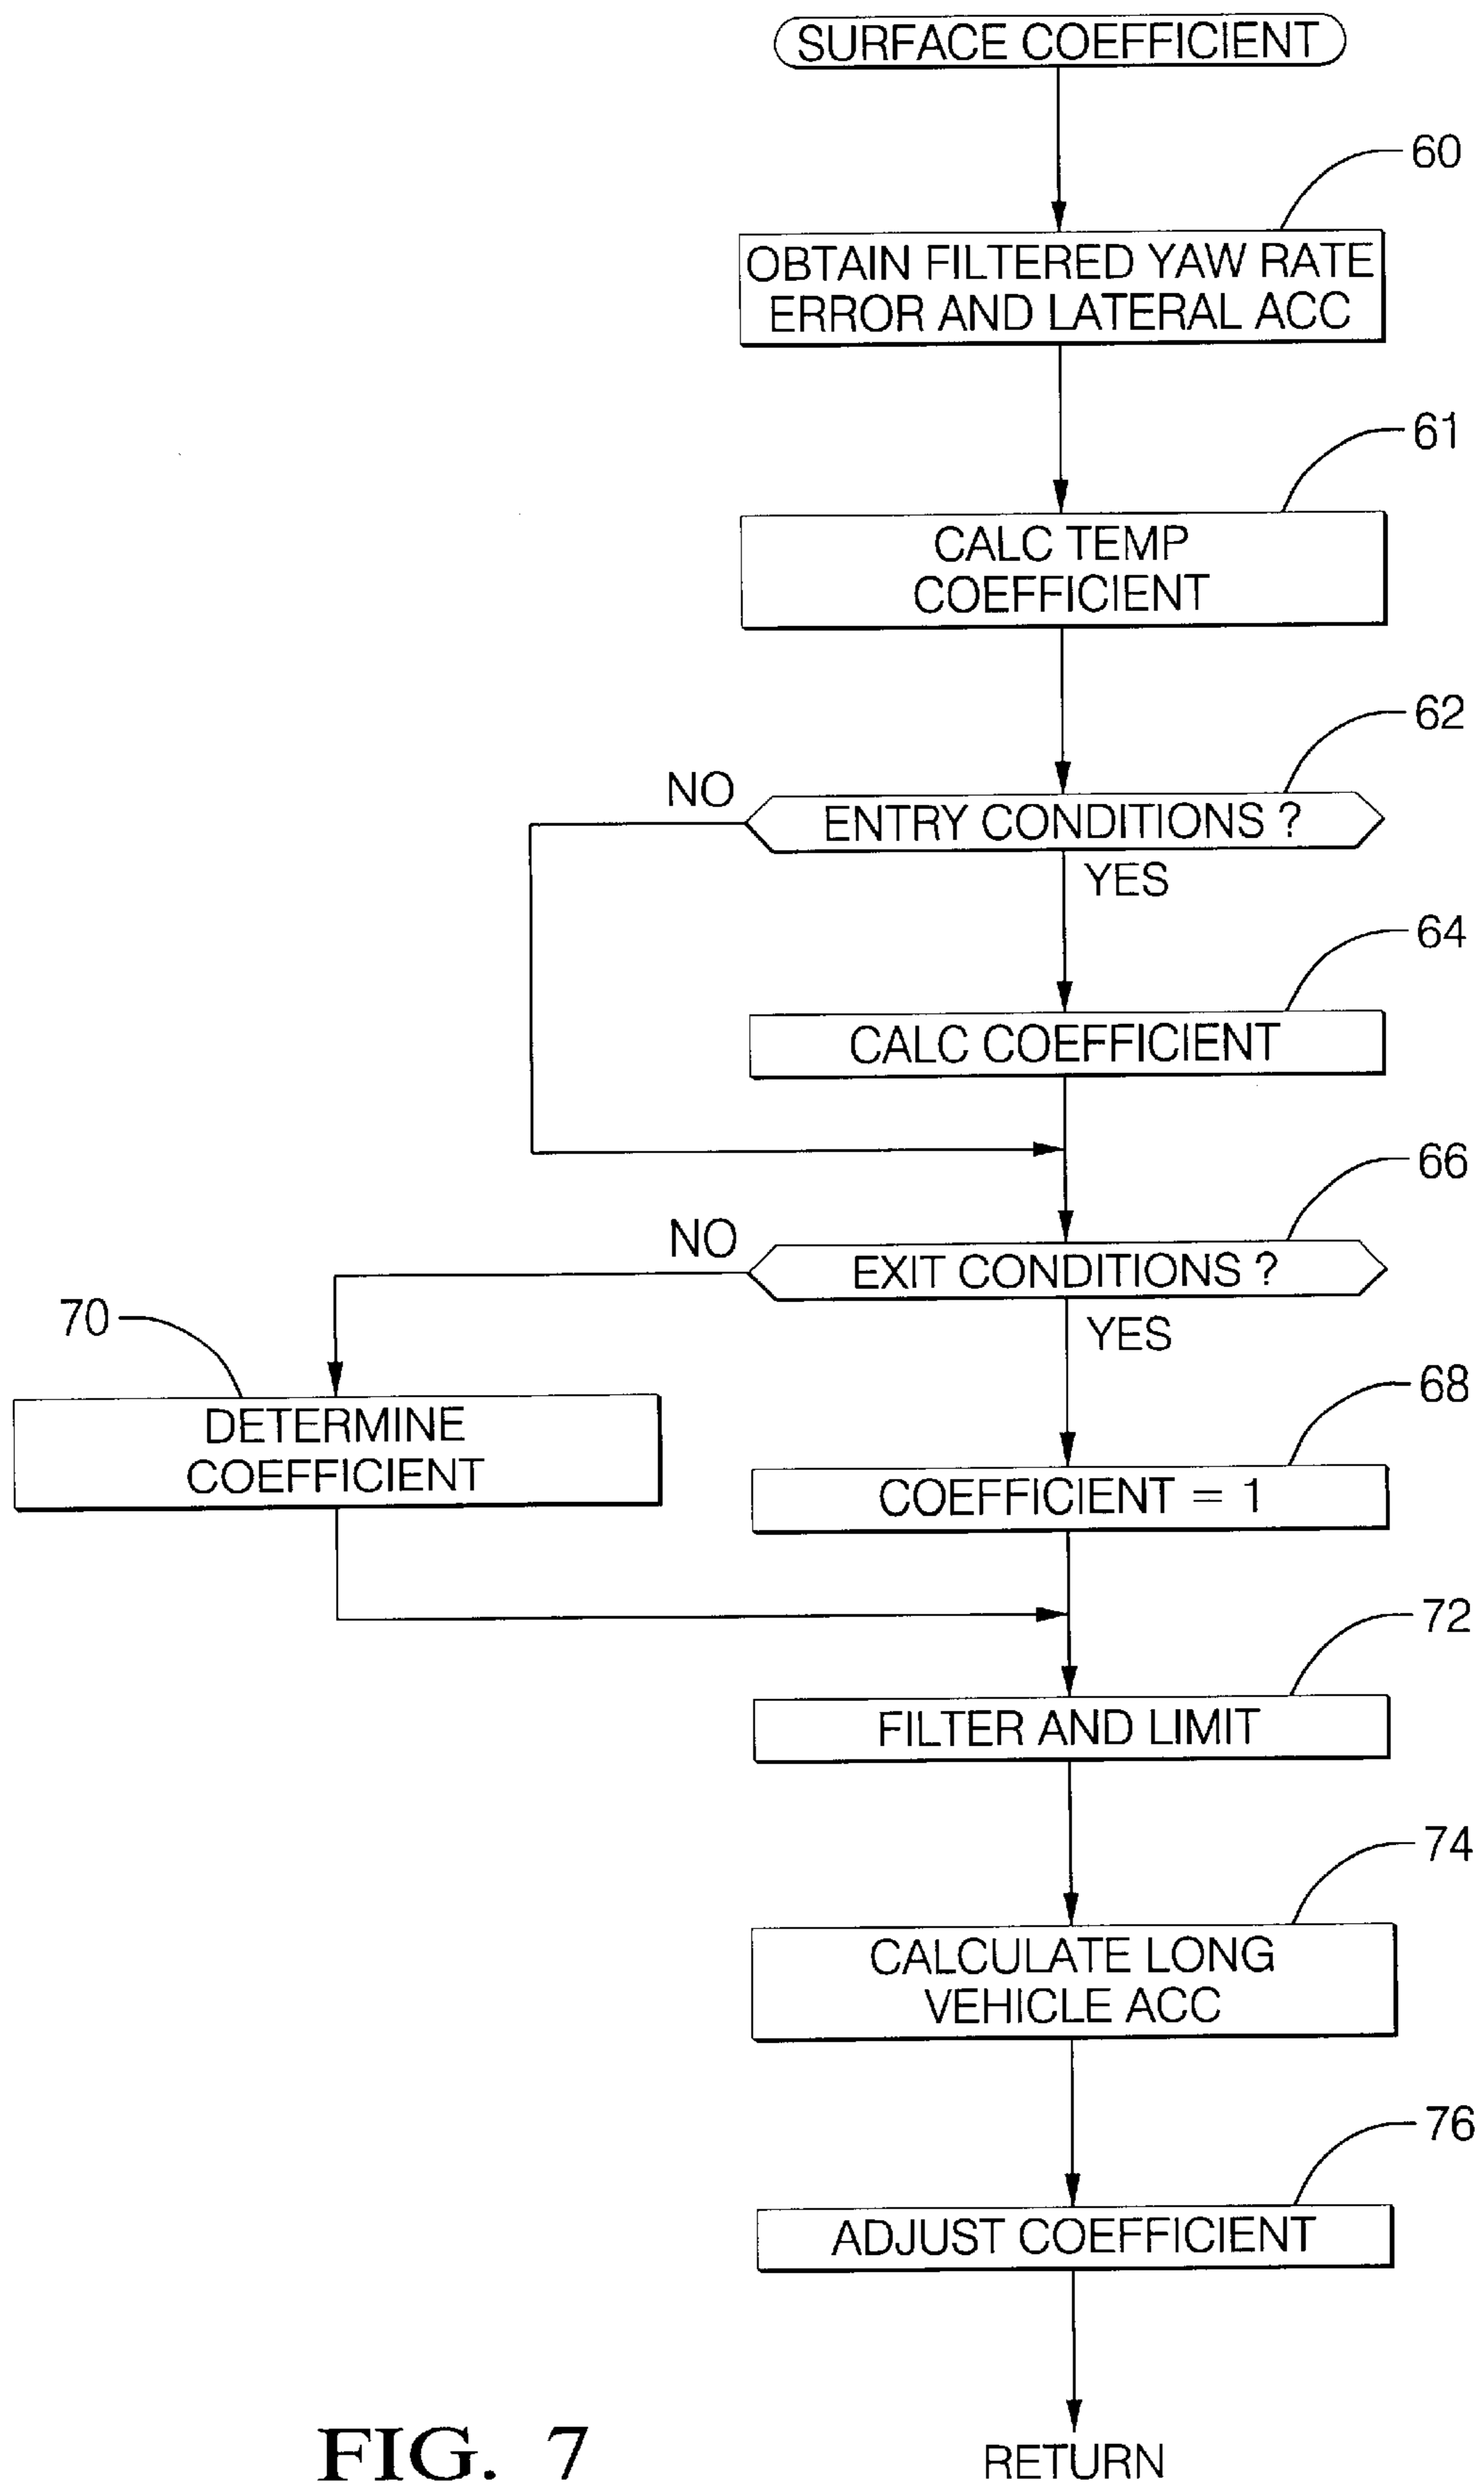 SURFACE COEFFICIENT
60
OBTAIN FILTERED YAW RATE
ERROR AND LATERAL ACC
61
CALC TEMP
COEFFICIENT
62
NO
ENTRY CONDITIONS ?
YES
64
CALC COEFFICIENT
66
NO
EXIT CONDITIONS ?
YES
70
DETERMINE
COEFFICIENT
68
COEFFICIENT = 1
72
FILTER AND LIMIT
74
CALCULATE LONG
VEHICLE ACC
76
ADJUST COEFFICIENT
RETURN
FIG. 7